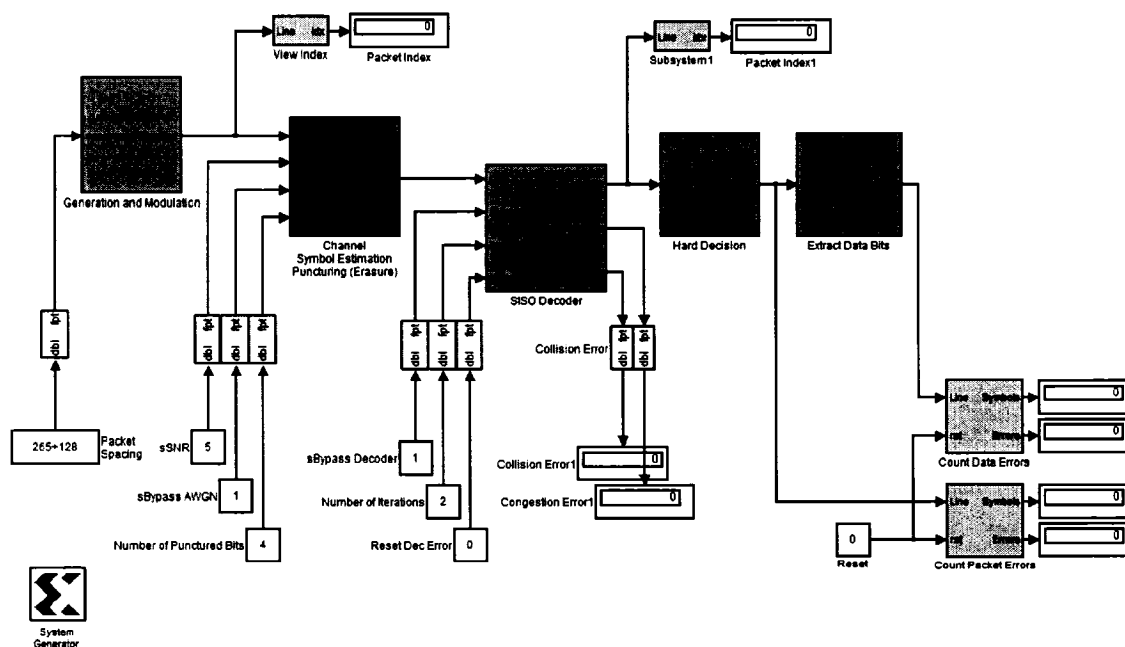 Line Idx
View Index
0
Packet Index
Line Idx
Subsystem1
0
Packet Index1
Generation and Modulation
Channel
Symbol Estimation
Puncturing (Erasure)
SISO Decoder
Hard Decision
Extract Data Bits
dbl fpt
dbl fpt
dbl fpt
dbl fpt
dbl fpt
dbl fpt
dbl fpt
Collision Error
dbl fpt
dbl fpt
265+128
Packet
Spacing
sSNR
5
sBypass AWGN
1
Number of Punctured Bits
4
sBypass Decoder
1
Number of Iterations
2
Reset Dec Error
0
Collision Error1
0
Congestion Error1
0
Line Symbols
rst Errors
Count Data Errors
0
0
Line Symbols
rst Errors
Count Packet Errors
0
0
0
Reset
System
Generator